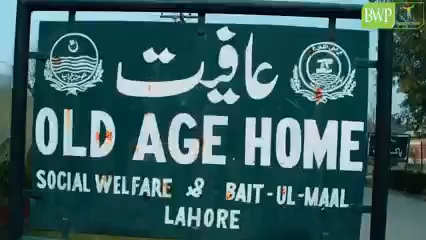 BWP
عافیت
OLD AGE HOME
SOCIAL WELFARE & BAIT-UL-MAAL
LAHORE